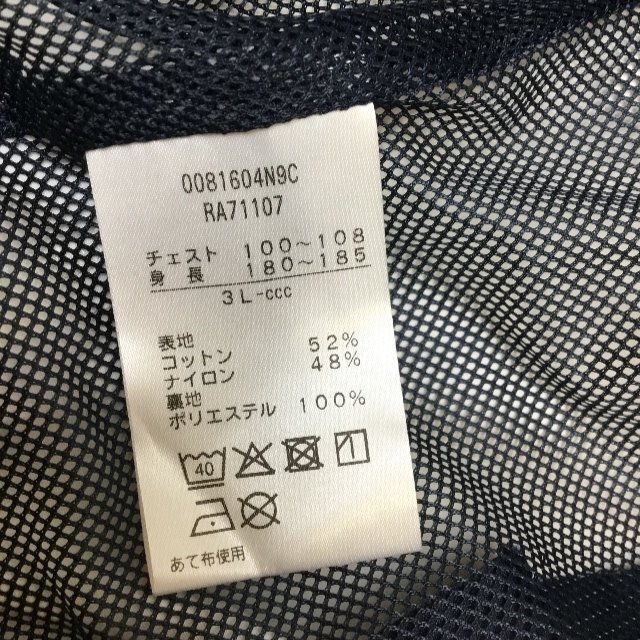 0081604N9C
RA71107
チェスト 100～108
身長 180～185
3L-ccc
表地
コットン 52%
ナイロン 48%
裏地
ポリエステル 100%
40
あて布使用